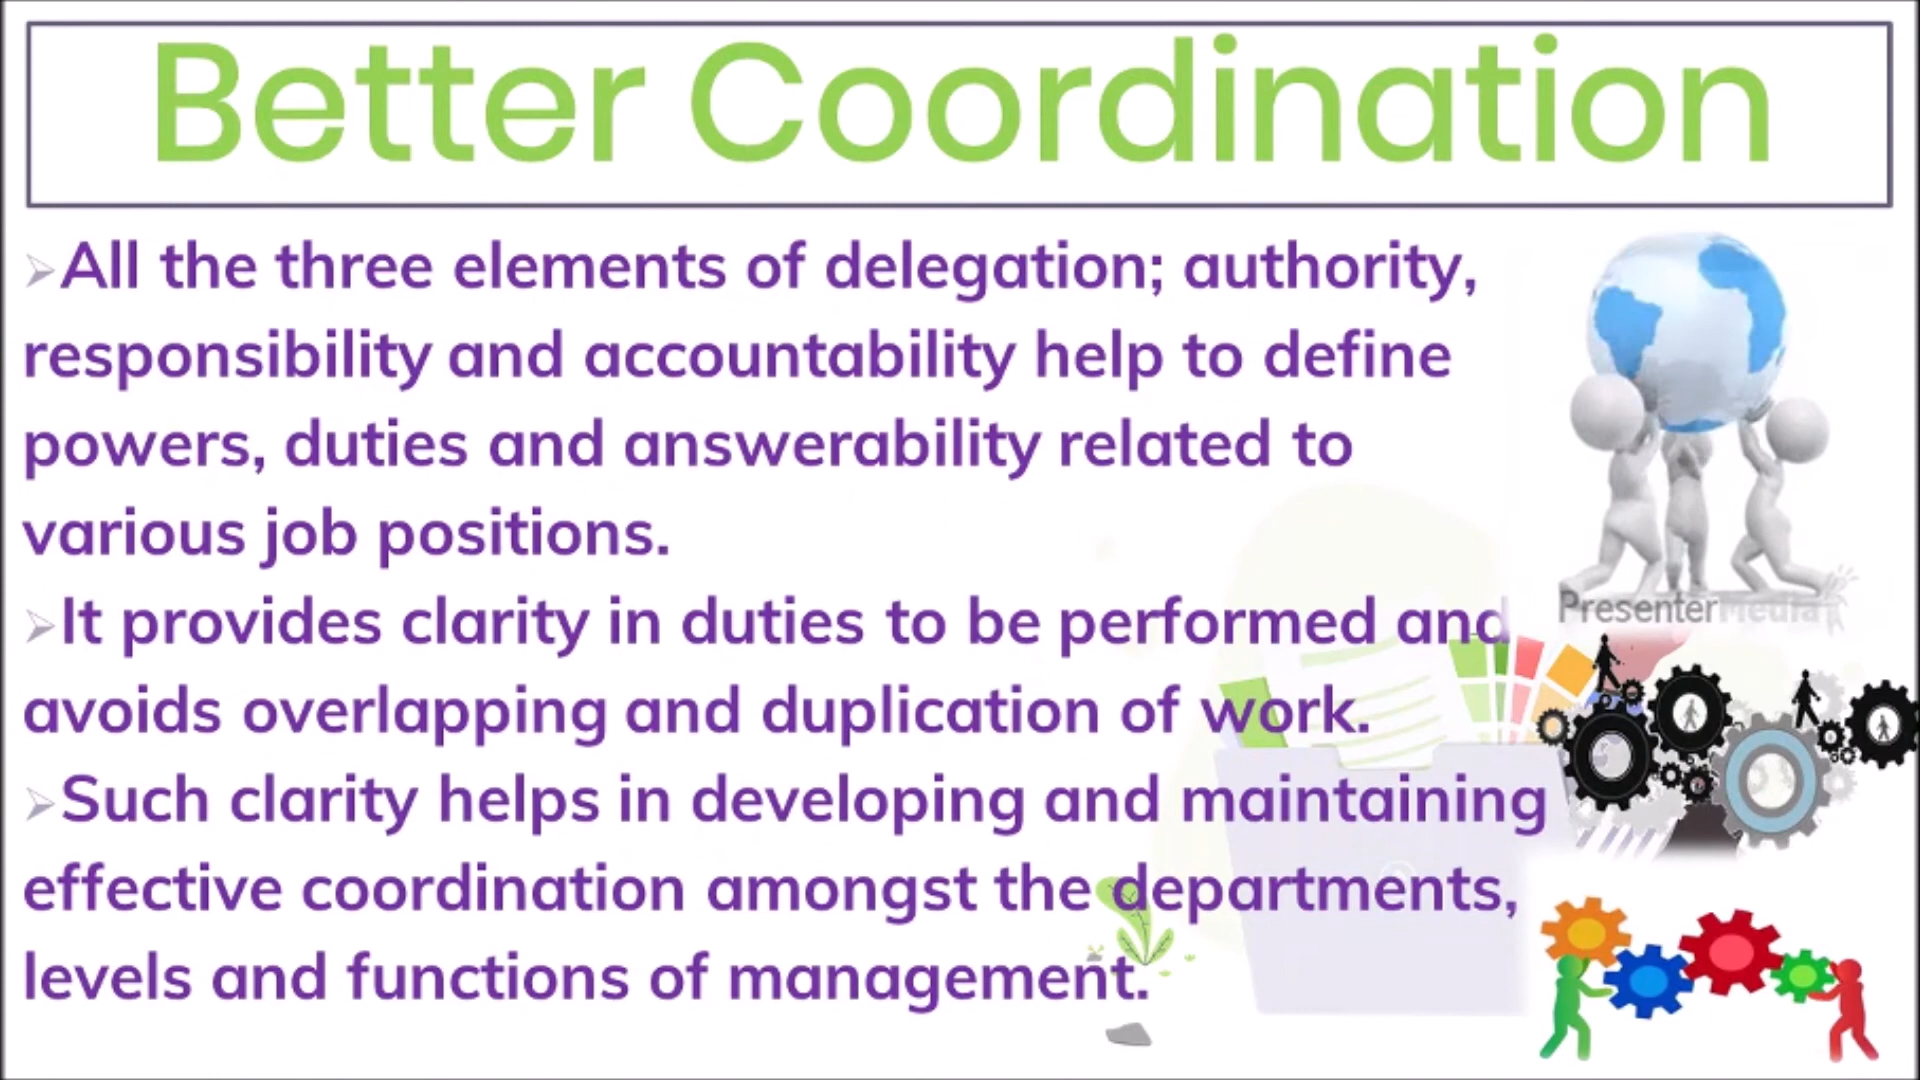 Better Coordination
➢All the three elements of delegation; authority,
responsibility and accountability help to define
powers, duties and answerability related to
various job positions.
➢It provides clarity in duties to be performed and
avoids overlapping and duplication of work.
➢Such clarity helps in developing and maintaining
effective coordination amongst the departments,
levels and functions of management.
PresenterMedia